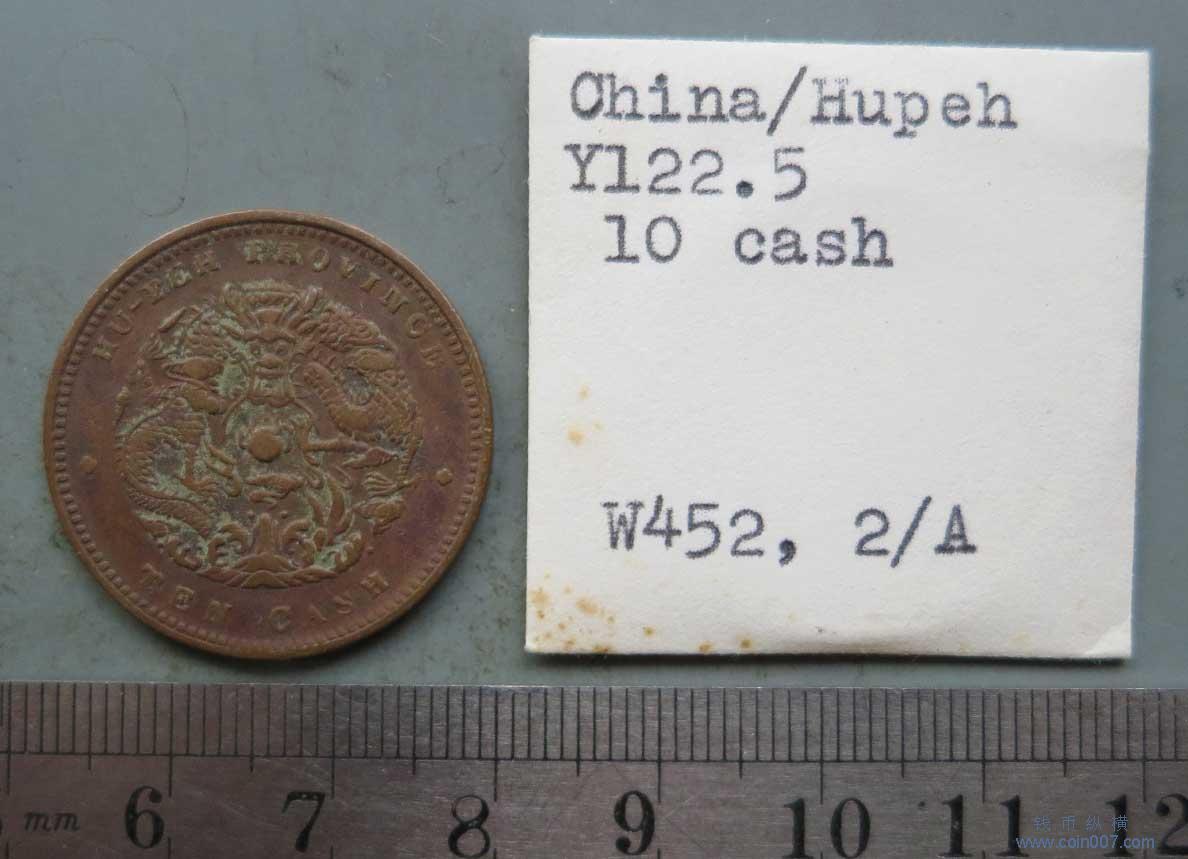 HU-PEH PROVINCE
TEN CASH
China/Hupeh
Y122.5
10 cash
W452, 2/A
mm 6 7 8 9 10 11 12
钱币纵横
www.coin007.com